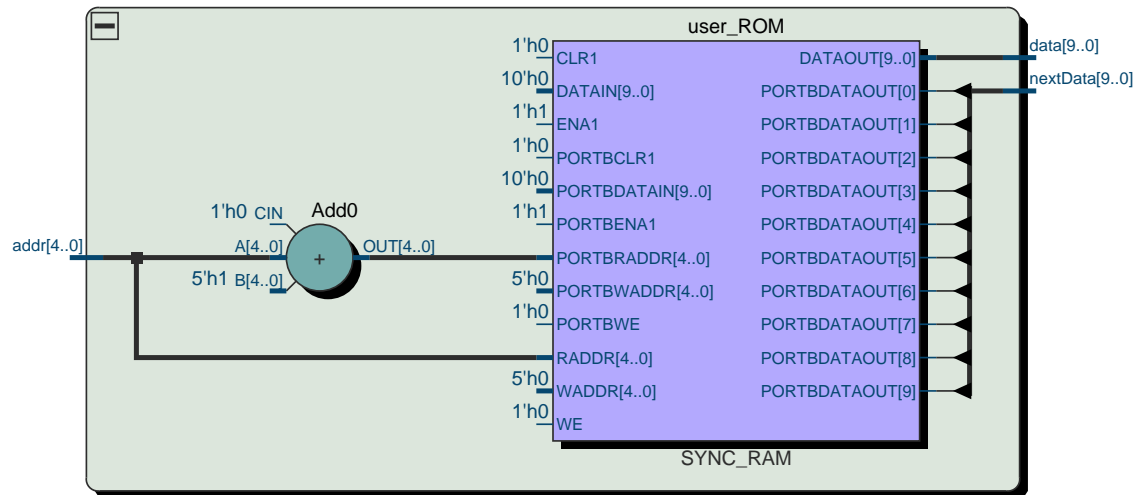 user_ROM
1'h0 CLR1 DATAOUT[9..0] data[9..0]
10'h0 DATAIN[9..0] PORTBDATAOUT[0] nextData[9..0]
1'h1 ENA1 PORTBDATAOUT[1]
1'h0 PORTBCLR1 PORTBDATAOUT[2]
10'h0 PORTBDATAIN[9..0] PORTBDATAOUT[3]
1'h0 CIN Add0 1'h1 PORTBENA1 PORTBDATAOUT[4]
addr[4..0] A[4..0] + OUT[4..0] PORTBRADDR[4..0] PORTBDATAOUT[5]
5'h1 B[4..0] 5'h0 PORTBWADDR[4..0] PORTBDATAOUT[6]
1'h0 PORTBWE PORTBDATAOUT[7]
RADDR[4..0] PORTBDATAOUT[8]
5'h0 WADDR[4..0] PORTBDATAOUT[9]
1'h0 WE
SYNC_RAM